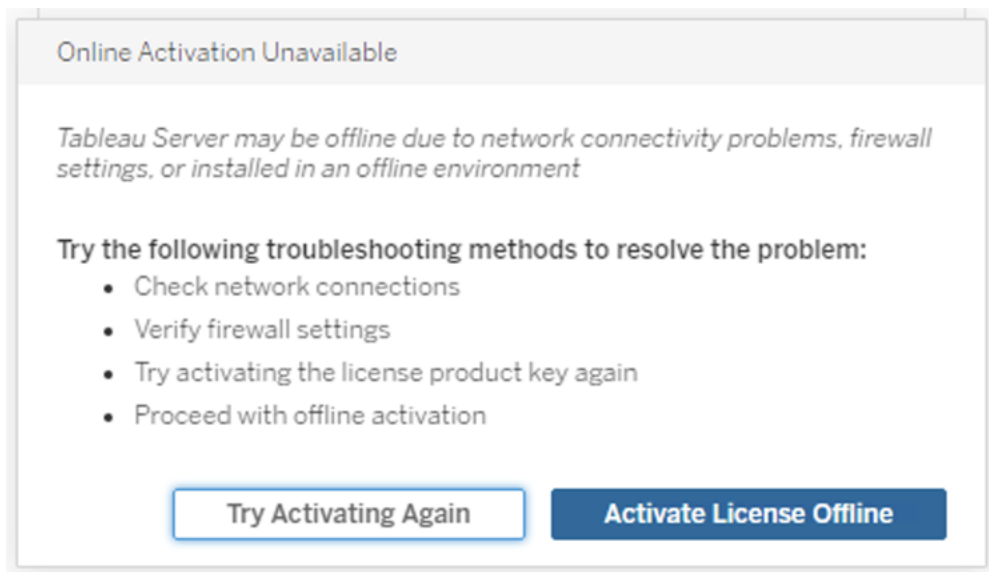 Online Activation Unavailable
Tableau Server may be offline due to network connectivity problems, firewall
settings, or installed in an offline environment
Try the following troubleshooting methods to resolve the problem:
• Check network connections
• Verify firewall settings
• Try activating the license product key again
• Proceed with offline activation
Try Activating Again
Activate License Offline